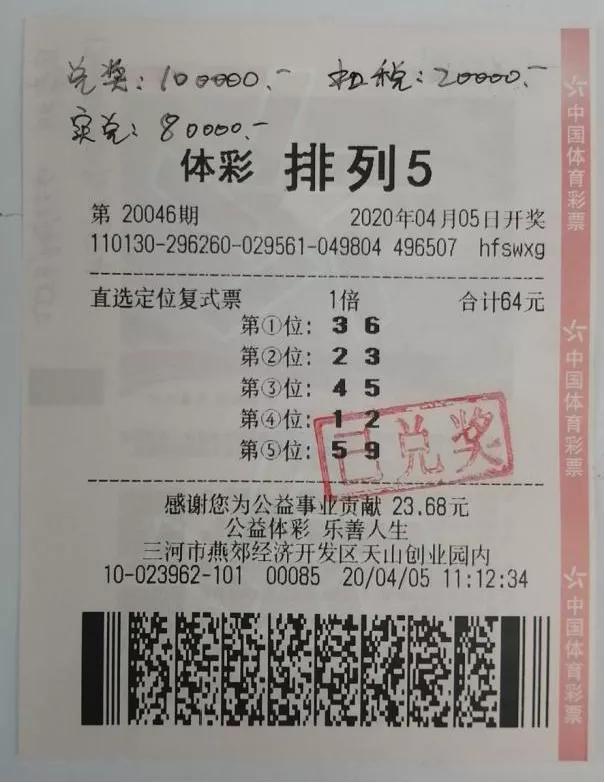 兑奖：100000.- 扣税：20000.-
实兑：80000.-
体彩 排列5
第 20046期 2020年04月05日开奖
110130-296260-029561-049804 496507 hfswxg
直选定位复式票 1倍 合计64元
第①位：3 6
第②位：2 3
第③位：4 5
第④位：1 2
第⑤位：5 9
已兑奖
感谢您为公益事业贡献 23.68元
公益体彩 乐善人生
三河市燕郊经济开发区天山创业园内
10-023962-101 00085 20/04/05 11:12:34
中国体育彩票
中国体育彩票
中国体育彩票